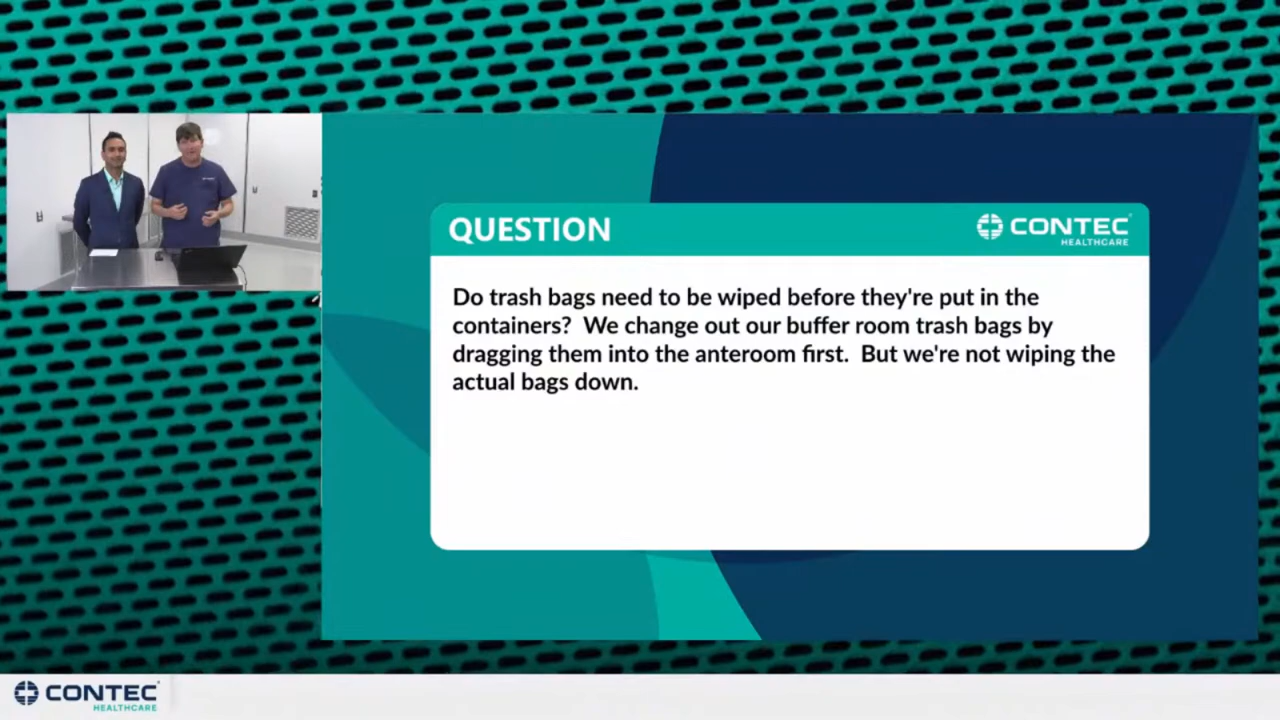 QUESTION
CONTEC
HEALTHCARE
Do trash bags need to be wiped before they're put in the
containers?  We change out our buffer room trash bags by
dragging them into the anteroom first.  But we're not wiping the
actual bags down.
CONTEC
HEALTHCARE